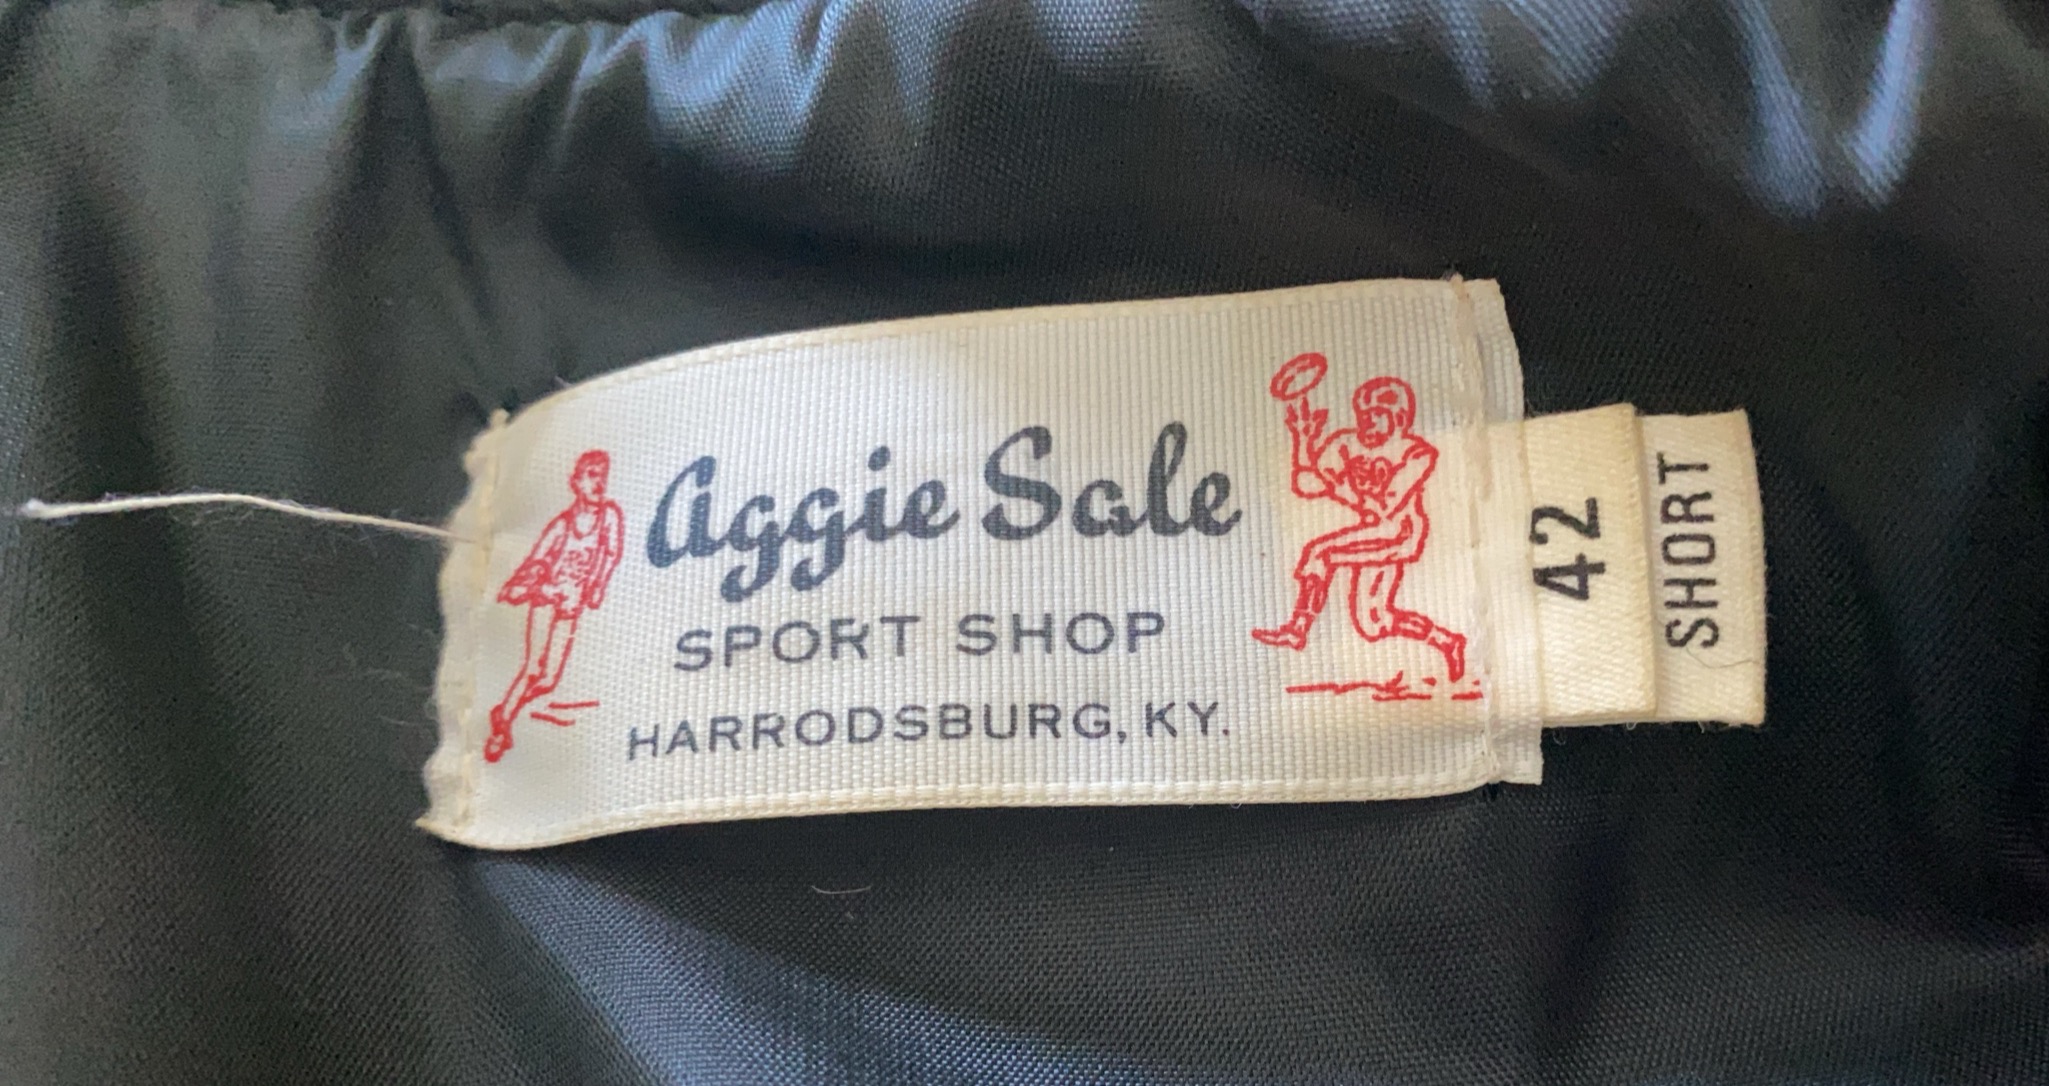 Aggie Sale
SPORT SHOP
HARRODSBURG, KY.
42
SHORT